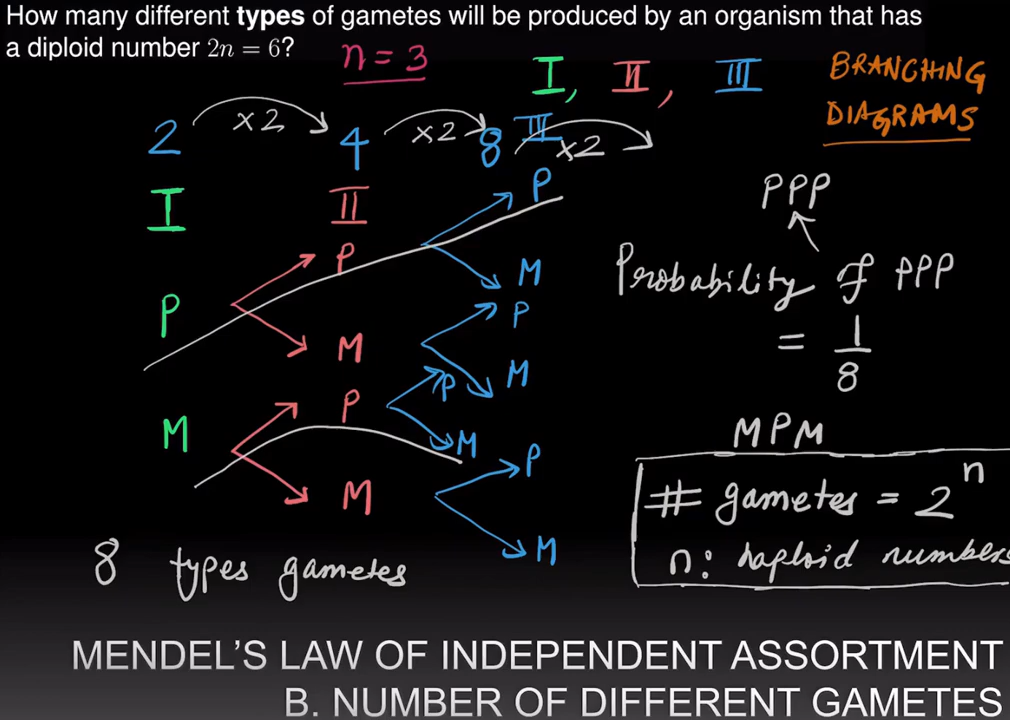 How many different types of gametes will be produced by an organism that has
a diploid number 2n = 6?
n = 3
I, II, III
BRANCHING
DIAGRAMS
2 ×2 4 ×2 8 ×2
III
I II
P
P
M
P
M
P
M
P
M
P
M
P
M
P
M
8 types gametes
PPP
Probability of PPP
= 1/8
MPM
# gametes = 2^n
n: haploid numbers
MENDEL'S LAW OF INDEPENDENT ASSORTMENT
B. NUMBER OF DIFFERENT GAMETES